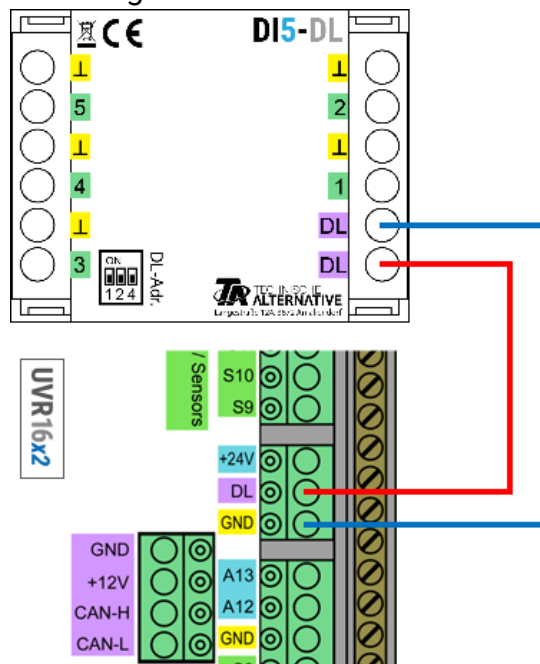 CE
DI5-DL
⊥
⊥
5
2
⊥
⊥
4
1
⊥
DL
3
DL
ON
1 2 4
DL-Adr.
TA TECHNISCHE
ALTERNATIVE
UVR16x2
/ Sensors
S10
S9
+24V
DL
GND
GND
+12V
CAN-H
CAN-L
A13
A12
GND